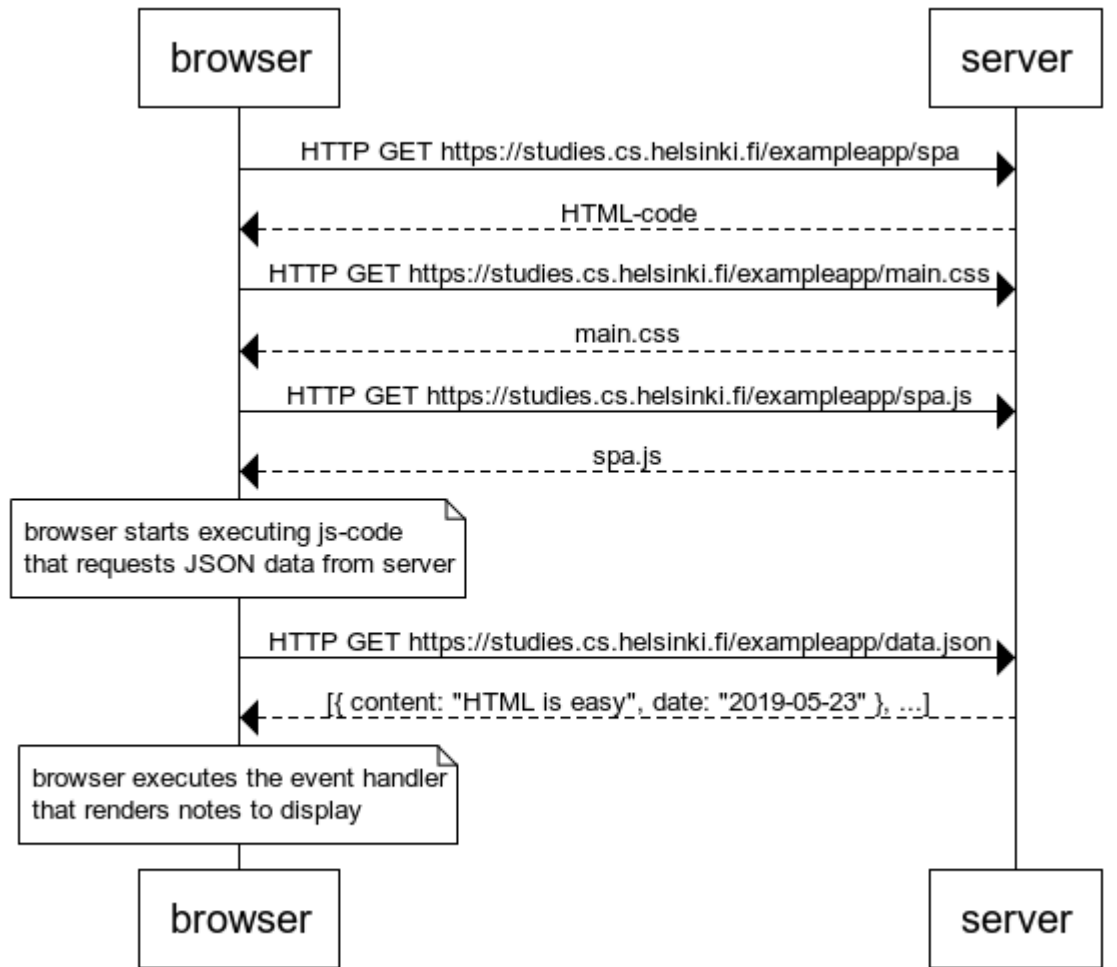 browser
server
HTTP GET https://studies.cs.helsinki.fi/exampleapp/spa
HTML-code
HTTP GET https://studies.cs.helsinki.fi/exampleapp/main.css
main.css
HTTP GET https://studies.cs.helsinki.fi/exampleapp/spa.js
spa.js
browser starts executing js-code
that requests JSON data from server
HTTP GET https://studies.cs.helsinki.fi/exampleapp/data.json
[{ content: "HTML is easy", date: "2019-05-23" }, ...]
browser executes the event handler
that renders notes to display
browser
server